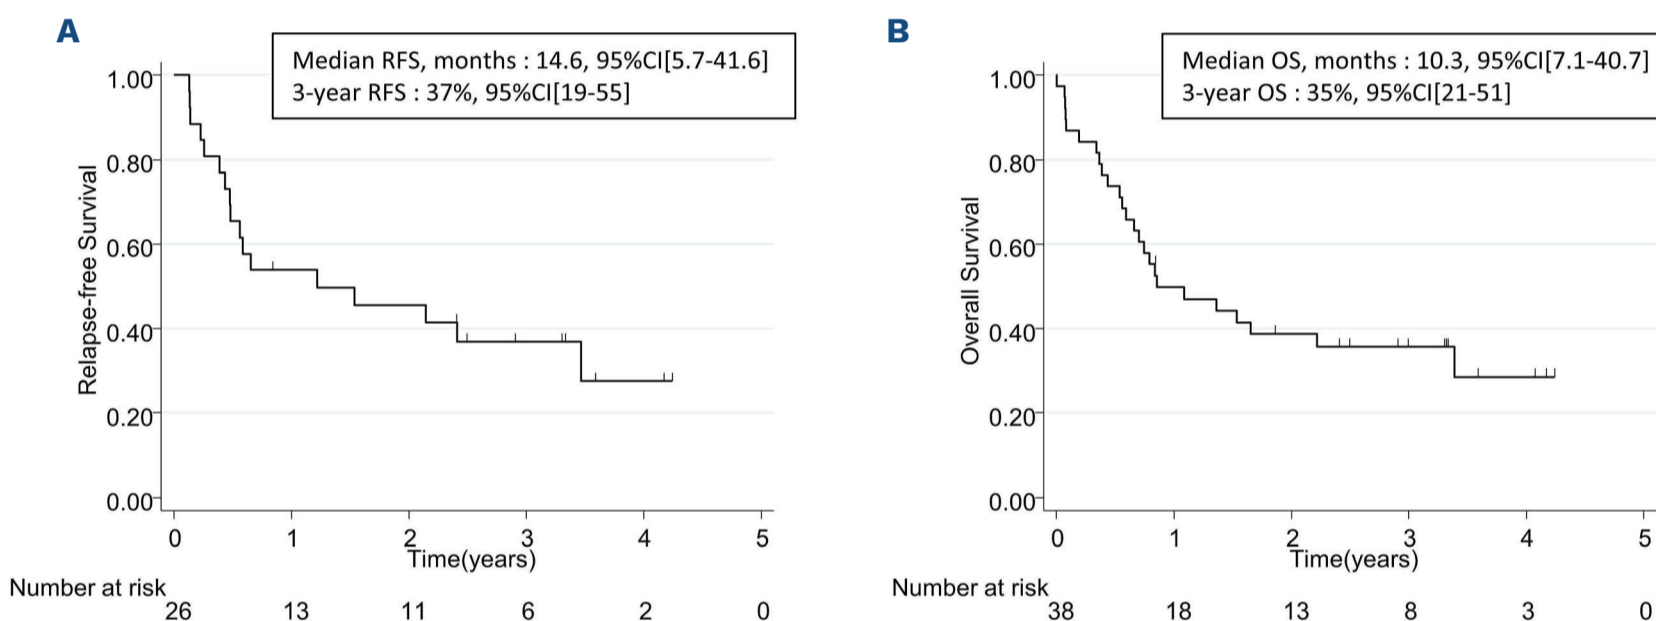 A
Median RFS, months : 14.6, 95%CI[5.7-41.6]
3-year RFS : 37%, 95%CI[19-55]
Relapse-free Survival
1.00
0.80
0.60
0.40
0.20
0.00
0 1 2 3 4 5
Time(years)
Number at risk
26 13 11 6 2 0
B
Median OS, months : 10.3, 95%CI[7.1-40.7]
3-year OS : 35%, 95%CI[21-51]
Overall Survival
1.00
0.80
0.60
0.40
0.20
0.00
0 1 2 3 4 5
Time(years)
Number at risk
38 18 13 8 3 0